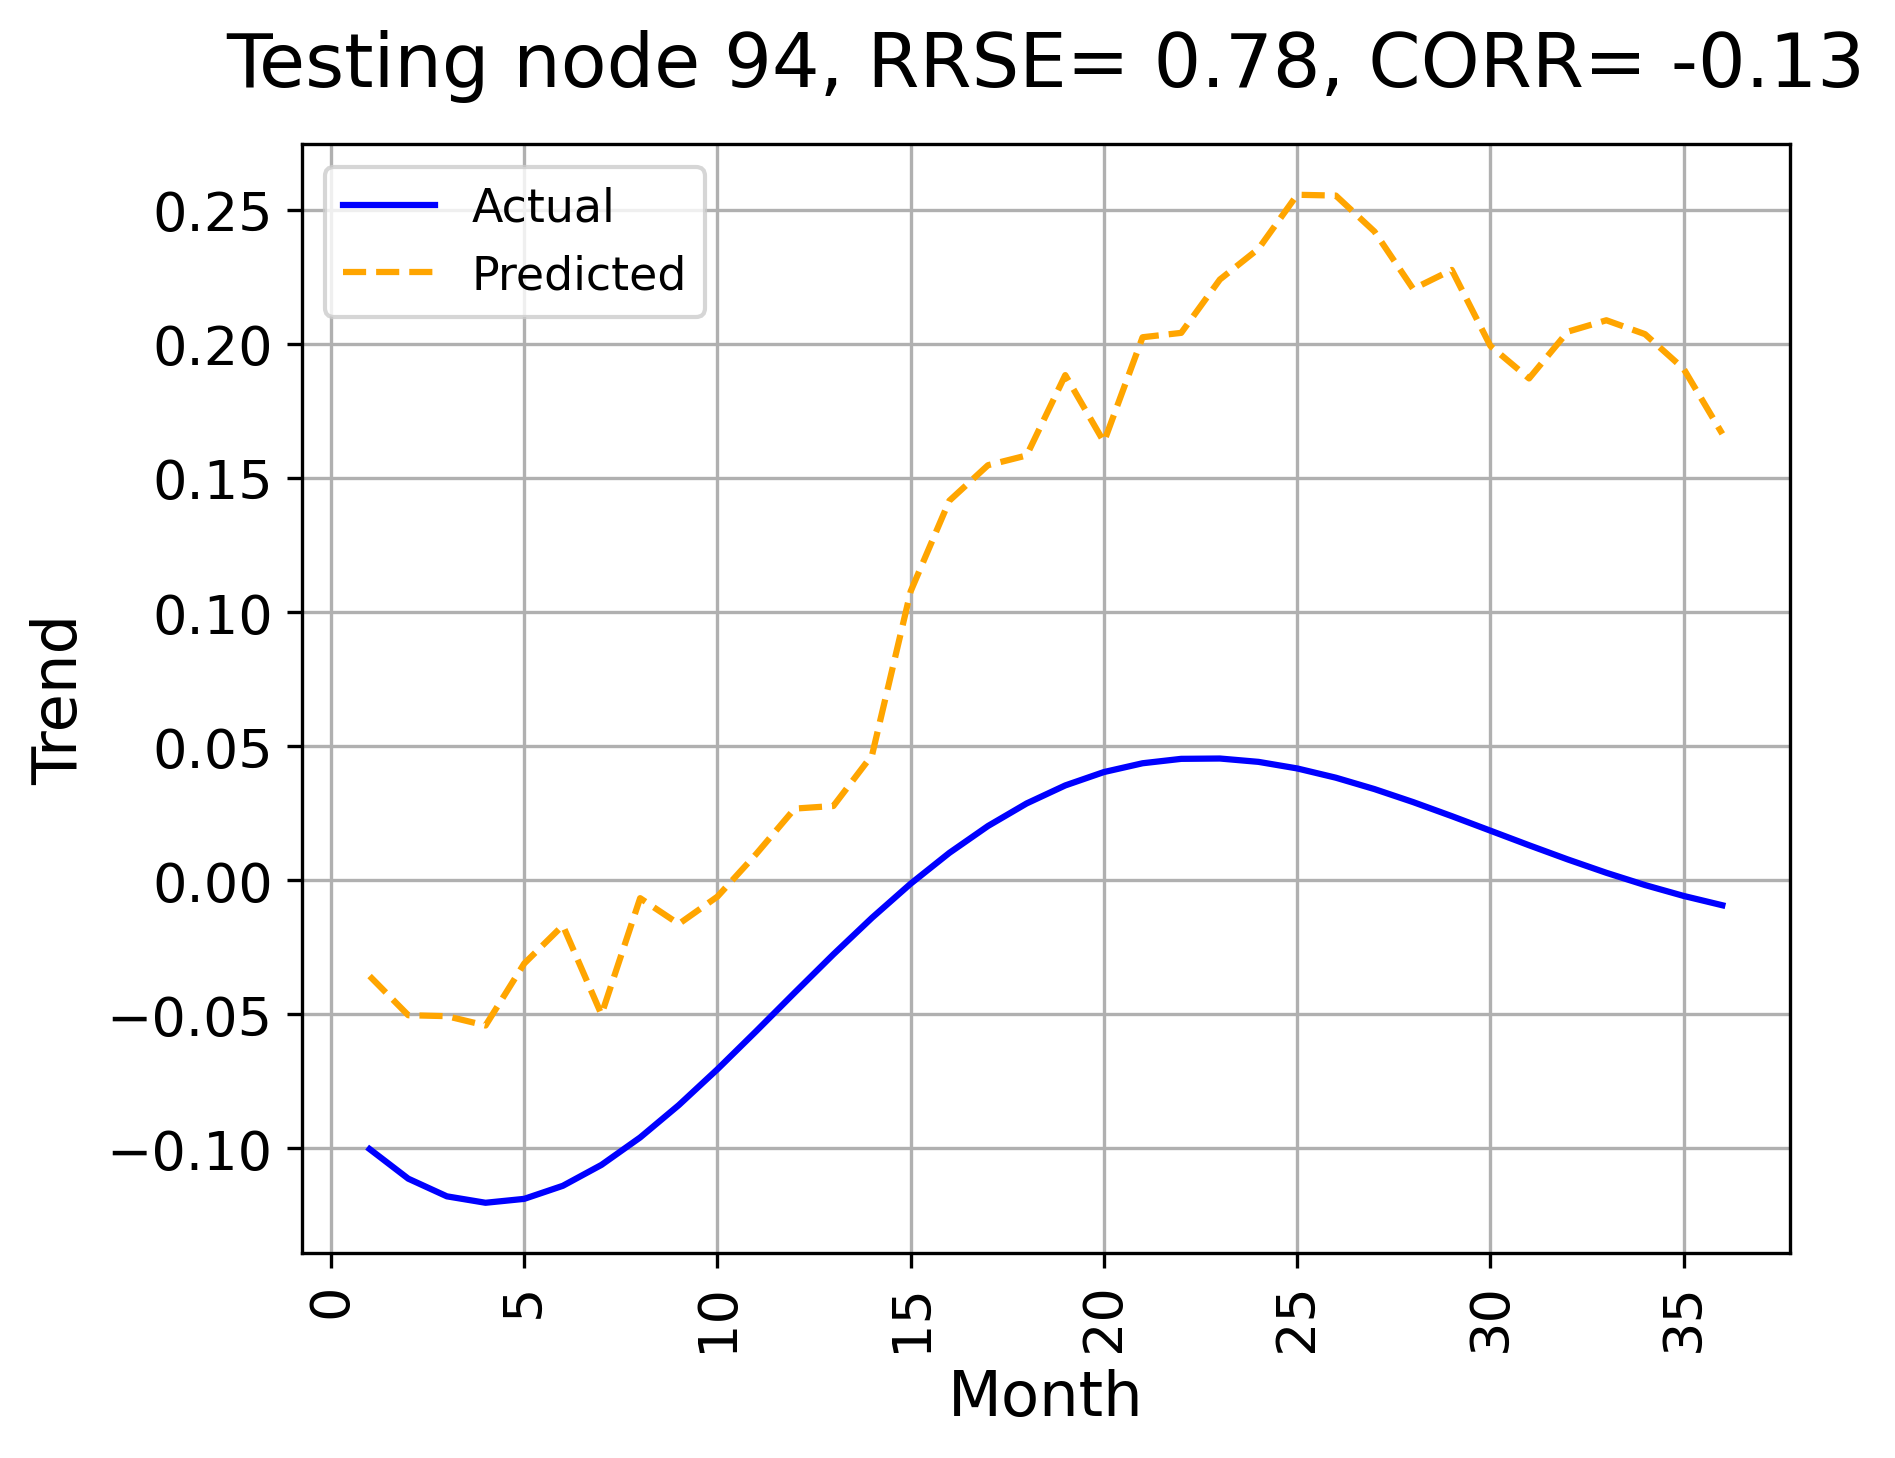 Testing node 94, RRSE= 0.78, CORR= -0.13
Actual
Predicted
0.25
0.20
0.15
0.10
0.05
0.00
−0.05
−0.10
Trend
0 5 10 15 20 25 30 35
Month